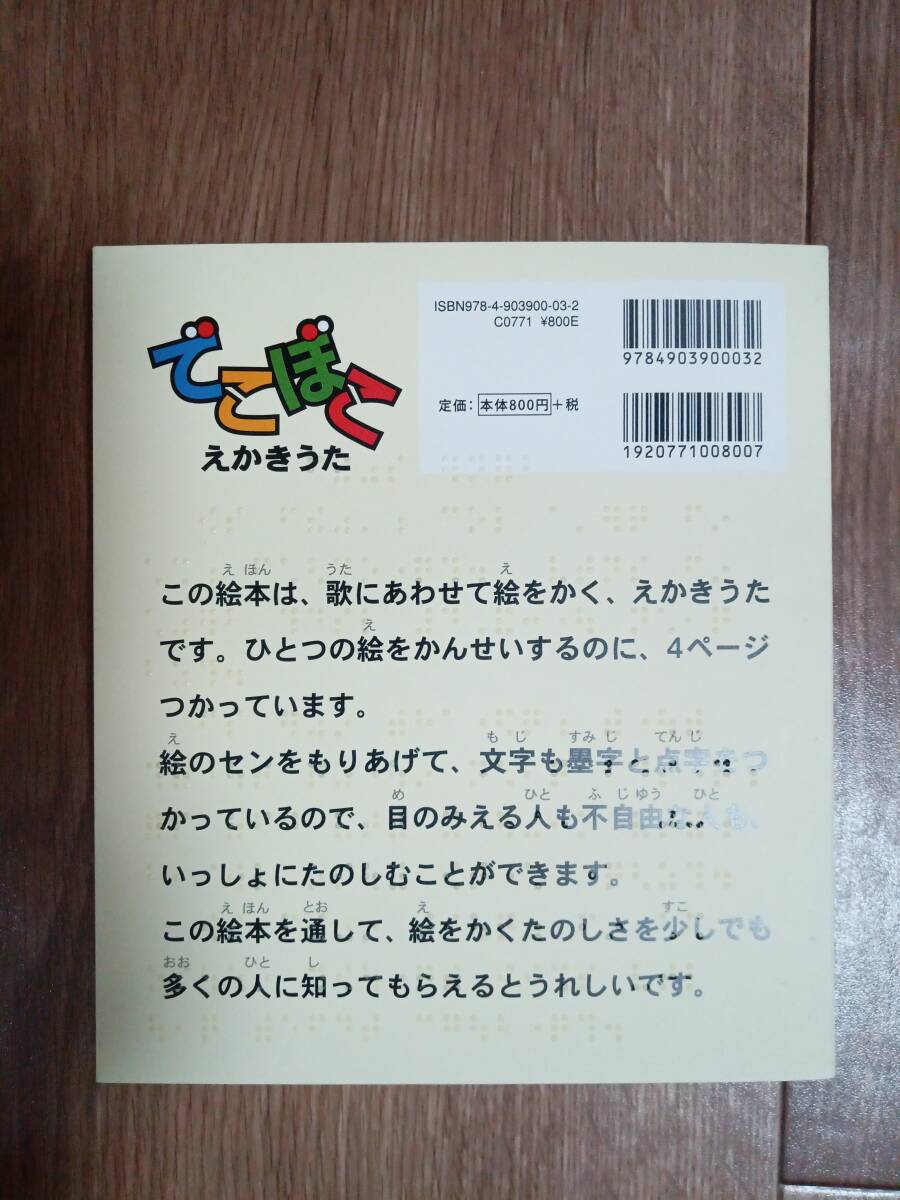 でこぼこ
えかきうた
ISBN978-4-903900-03-2
C0771 ¥800E
定価：本体800円+税
9784903900032
1920771008007
この絵本は、歌にあわせて絵をかく、えかきうた
です。ひとつの絵をかんせいするのに、4ページ
つかっています。
絵のセンをもりあげて、文字も墨字と点字をつ
かっているので、目のみえる人も不自由な人も、
いっしょにたのしむことができます。
この絵本を通して、絵をかくたのしさを少しでも
多くの人に知ってもらえるとうれしいです。